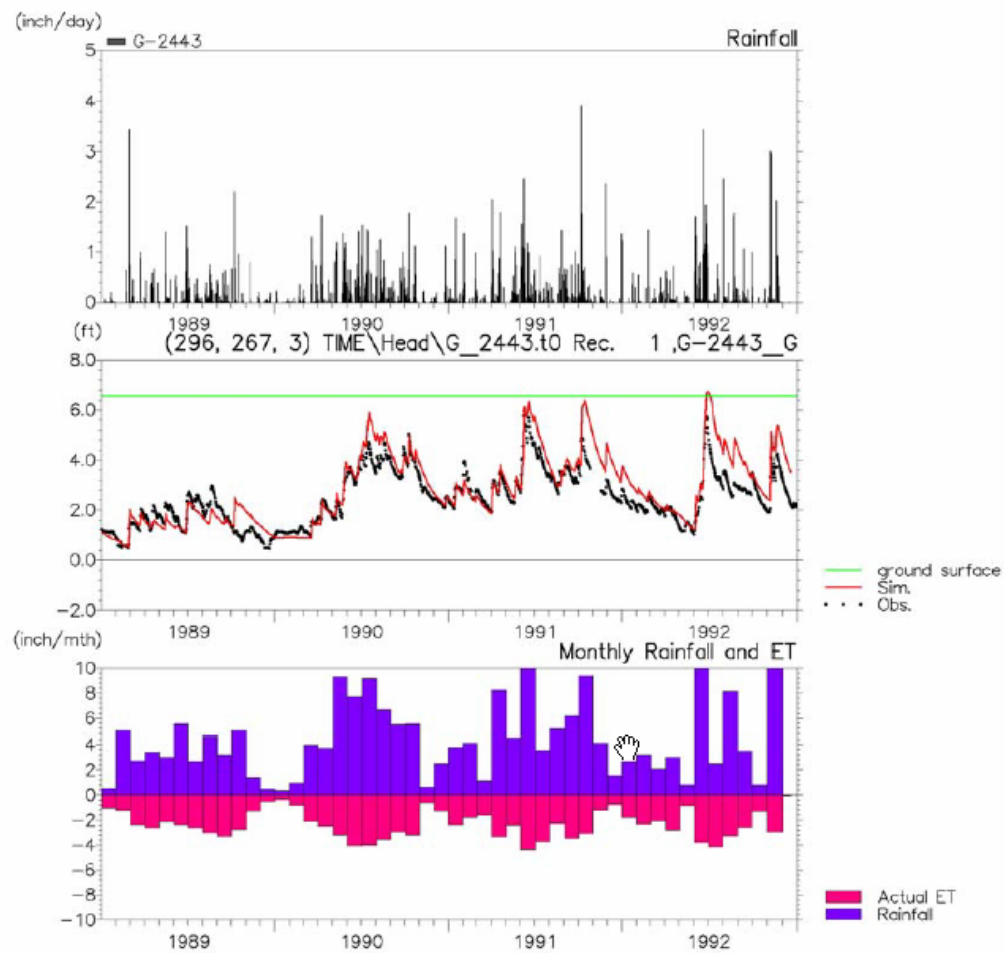 (inch/day)
G-2443
Rainfall
5
4
3
2
1
0
1989 1990 1991 1992
(ft)
(296, 267, 3) TIME\Head\G_2443.t0 Rec. 1 ,G-2443__G
8.0
6.0
4.0
2.0
0.0
-2.0
1989 1990 1991 1992
ground surface
Sim.
Obs.
(inch/mth)
Monthly Rainfall and ET
10
8
6
4
2
0
-2
-4
-6
-8
-10
1989 1990 1991 1992
Actual ET
Rainfall